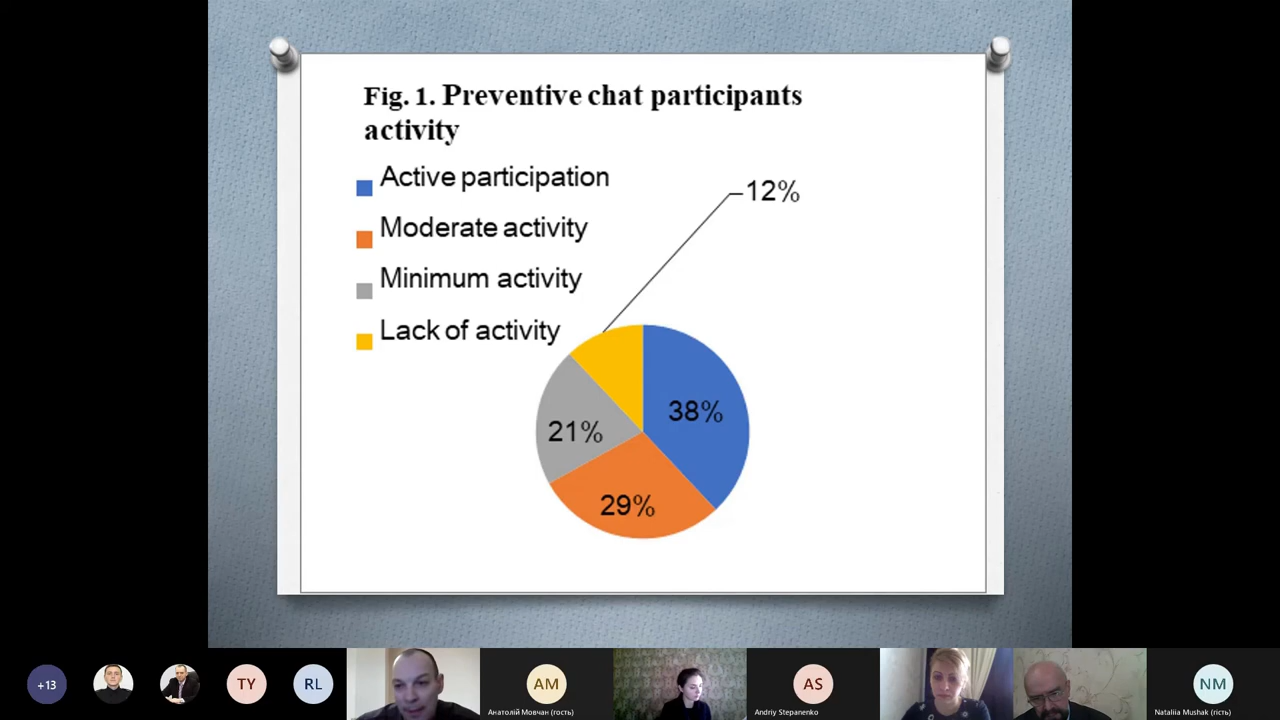 Fig. 1. Preventive chat participants
activity
Active participation
Moderate activity
Minimum activity
Lack of activity
12%
38%
21%
29%
+13
TY
RL
AM
Анатолій Мовчан (гость)
AS
Andriy Stepanenko
NM
Nataliia Mushak (гість)